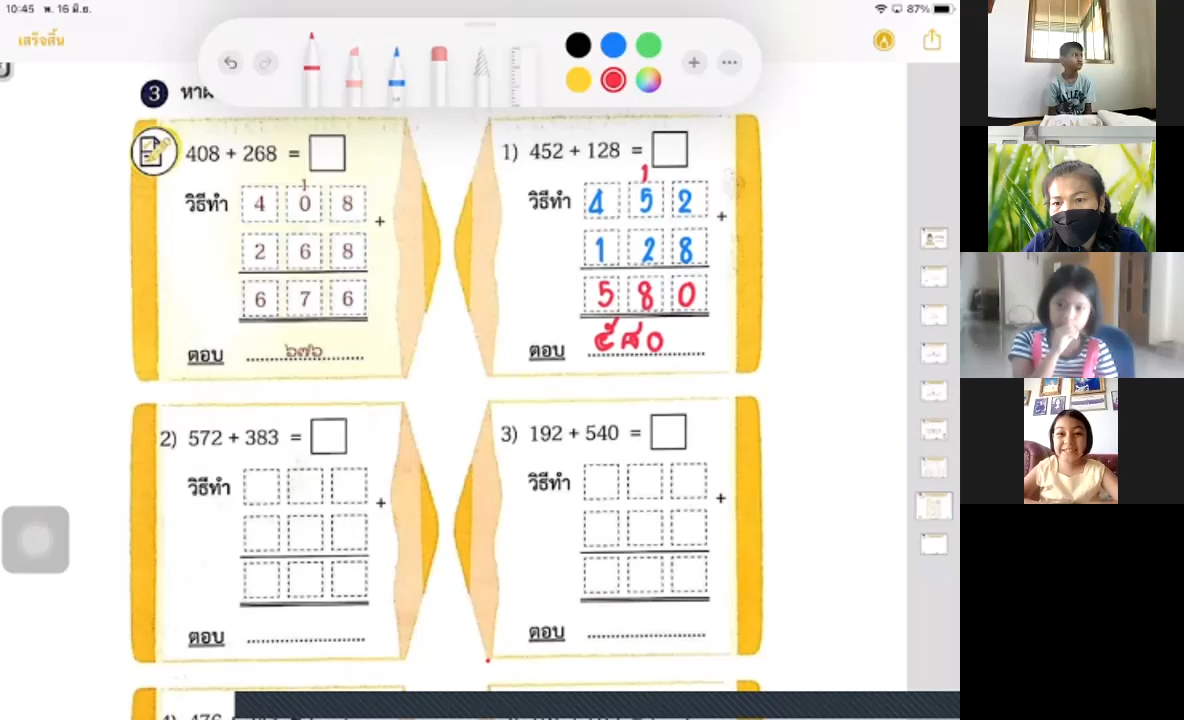 10:45 พ. 16 มิ.ย.
87%
เสร็จสิ้น
3
408 + 268 =
วิธีทำ
1
4 0 8
+
2 6 8
6 7 6
ตอบ ๖๗๖
1) 452 + 128 =
วิธีทำ
1
4 5 2
+
1 2 8
5 8 0
ตอบ ๕๘๐
2) 572 + 383 =
วิธีทำ
+
ตอบ
3) 192 + 540 =
วิธีทำ
+
ตอบ